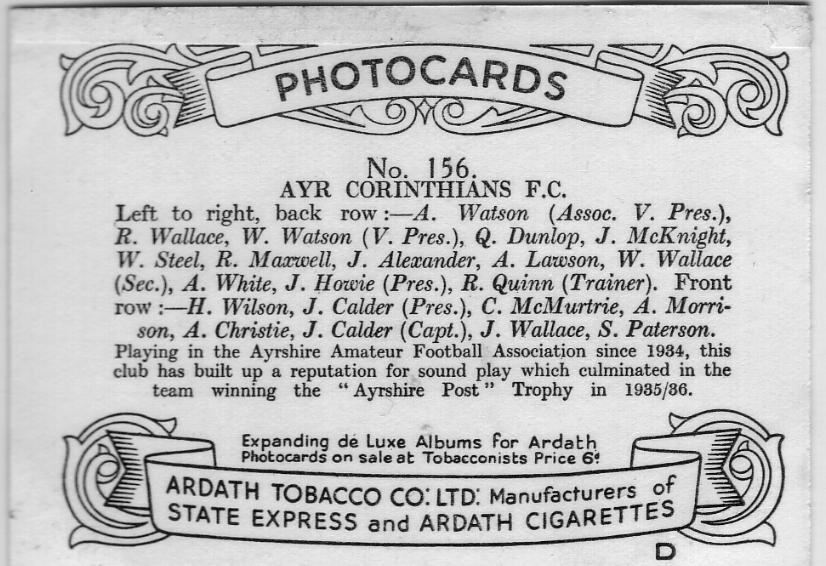 PHOTOCARDS
No. 156.
AYR CORINTHIANS F.C.
Left to right, back row :—A. Watson (Assoc. V. Pres.),
R. Wallace, W. Watson (V. Pres.), Q. Dunlop, J. McKnight,
W. Steel, R. Maxwell, J. Alexander, A. Lawson, W. Wallace
(Sec.), A. White, J. Howie (Pres.), R. Quinn (Trainer). Front
row :—H. Wilson, J. Calder (Pres.), C. McMurtrie, A. Morri-
son, A. Christie, J. Calder (Capt.), J. Wallace, S. Paterson.
Playing in the Ayrshire Amateur Football Association since 1934, this
club has built up a reputation for sound play which culminated in the
team winning the “Ayrshire Post” Trophy in 1935/36.
Expanding de Luxe Albums for Ardath
Photocards on sale at Tobacconists Price 6ᵈ
ARDATH TOBACCO CO. LTD. Manufacturers of
STATE EXPRESS and ARDATH CIGARETTES
D